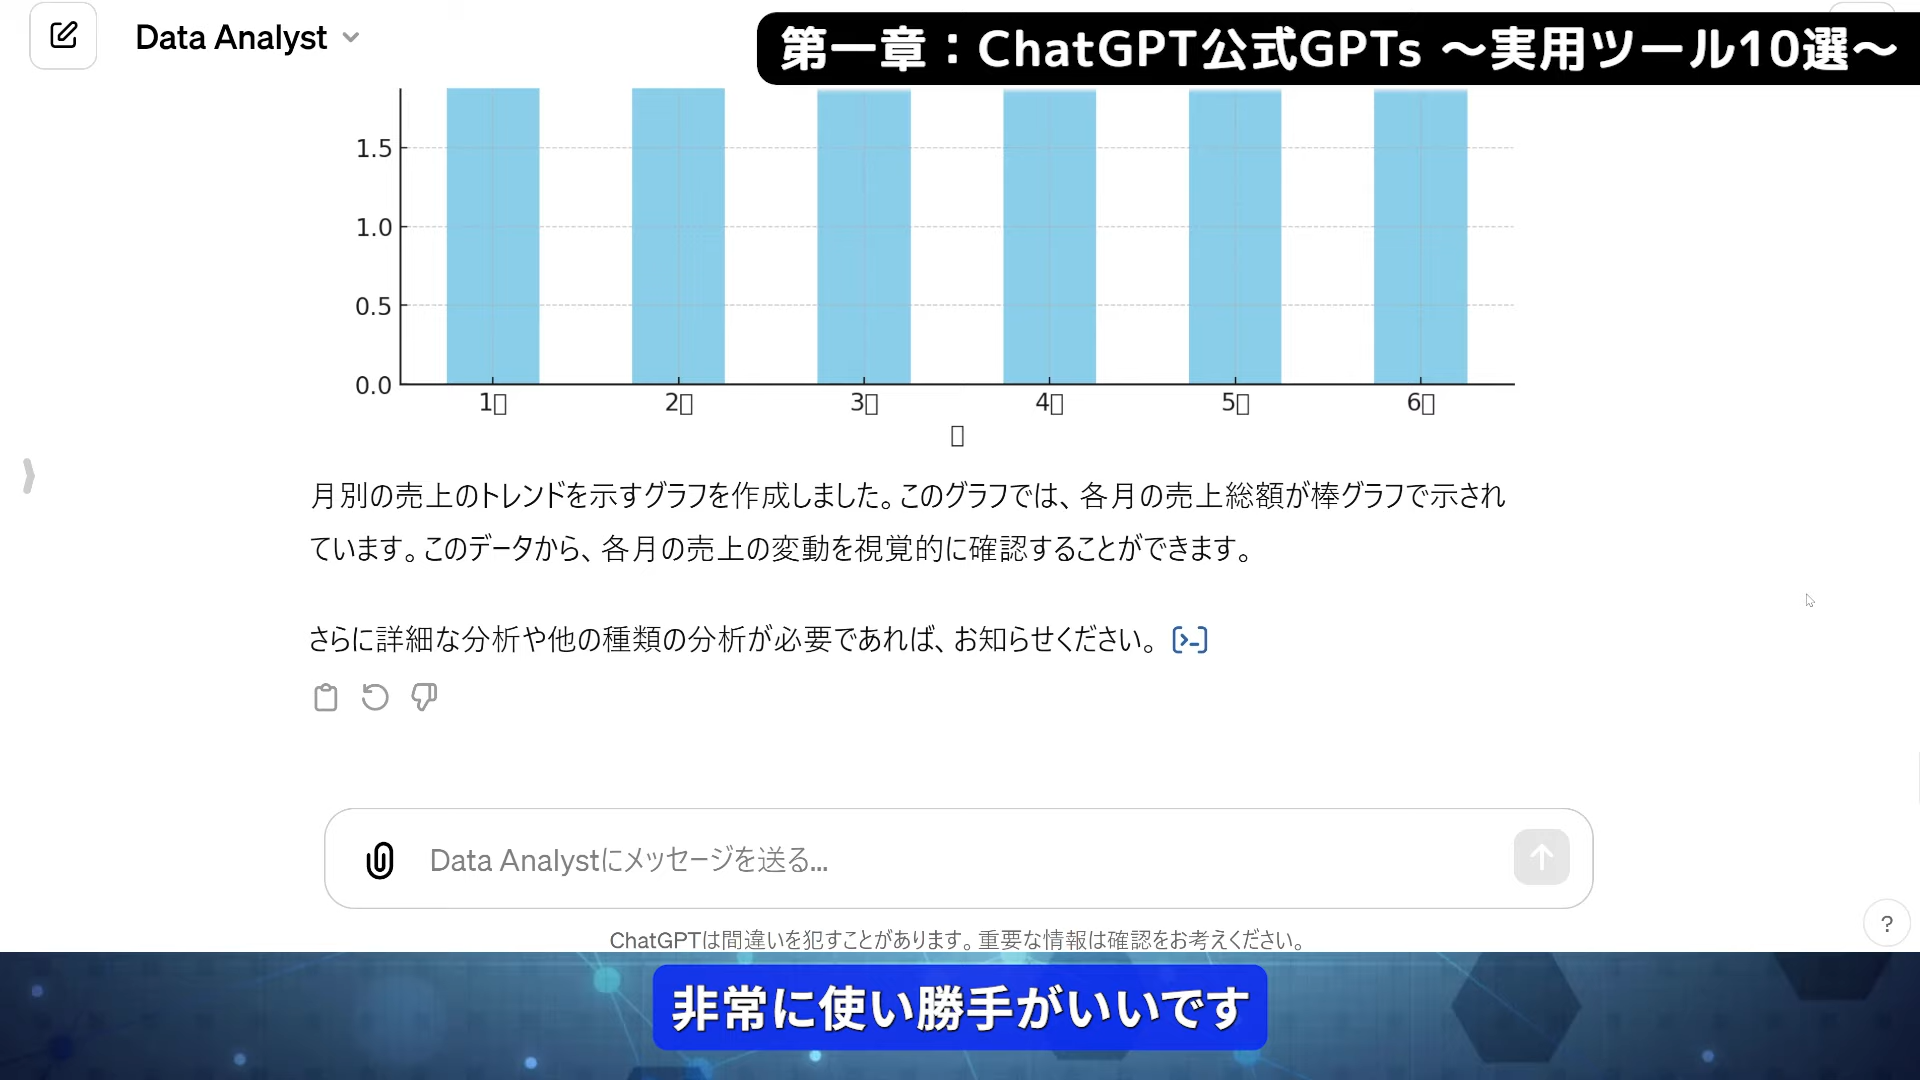 Data Analyst
第一章：ChatGPT公式GPTs ～実用ツール10選～
1.5
1.0
0.5
0.0
1▯ 2▯ 3▯ 4▯ 5▯ 6▯
▯
月別の売上のトレンドを示すグラフを作成しました。このグラフでは、各月の売上総額が棒グラフで示され
ています。このデータから、各月の売上の変動を視覚的に確認することができます。
さらに詳細な分析や他の種類の分析が必要であれば、お知らせください。 [>-]
Data Analystにメッセージを送る...
?
ChatGPTは間違いを犯すことがあります。重要な情報は確認をお考えください。
非常に使い勝手がいいです